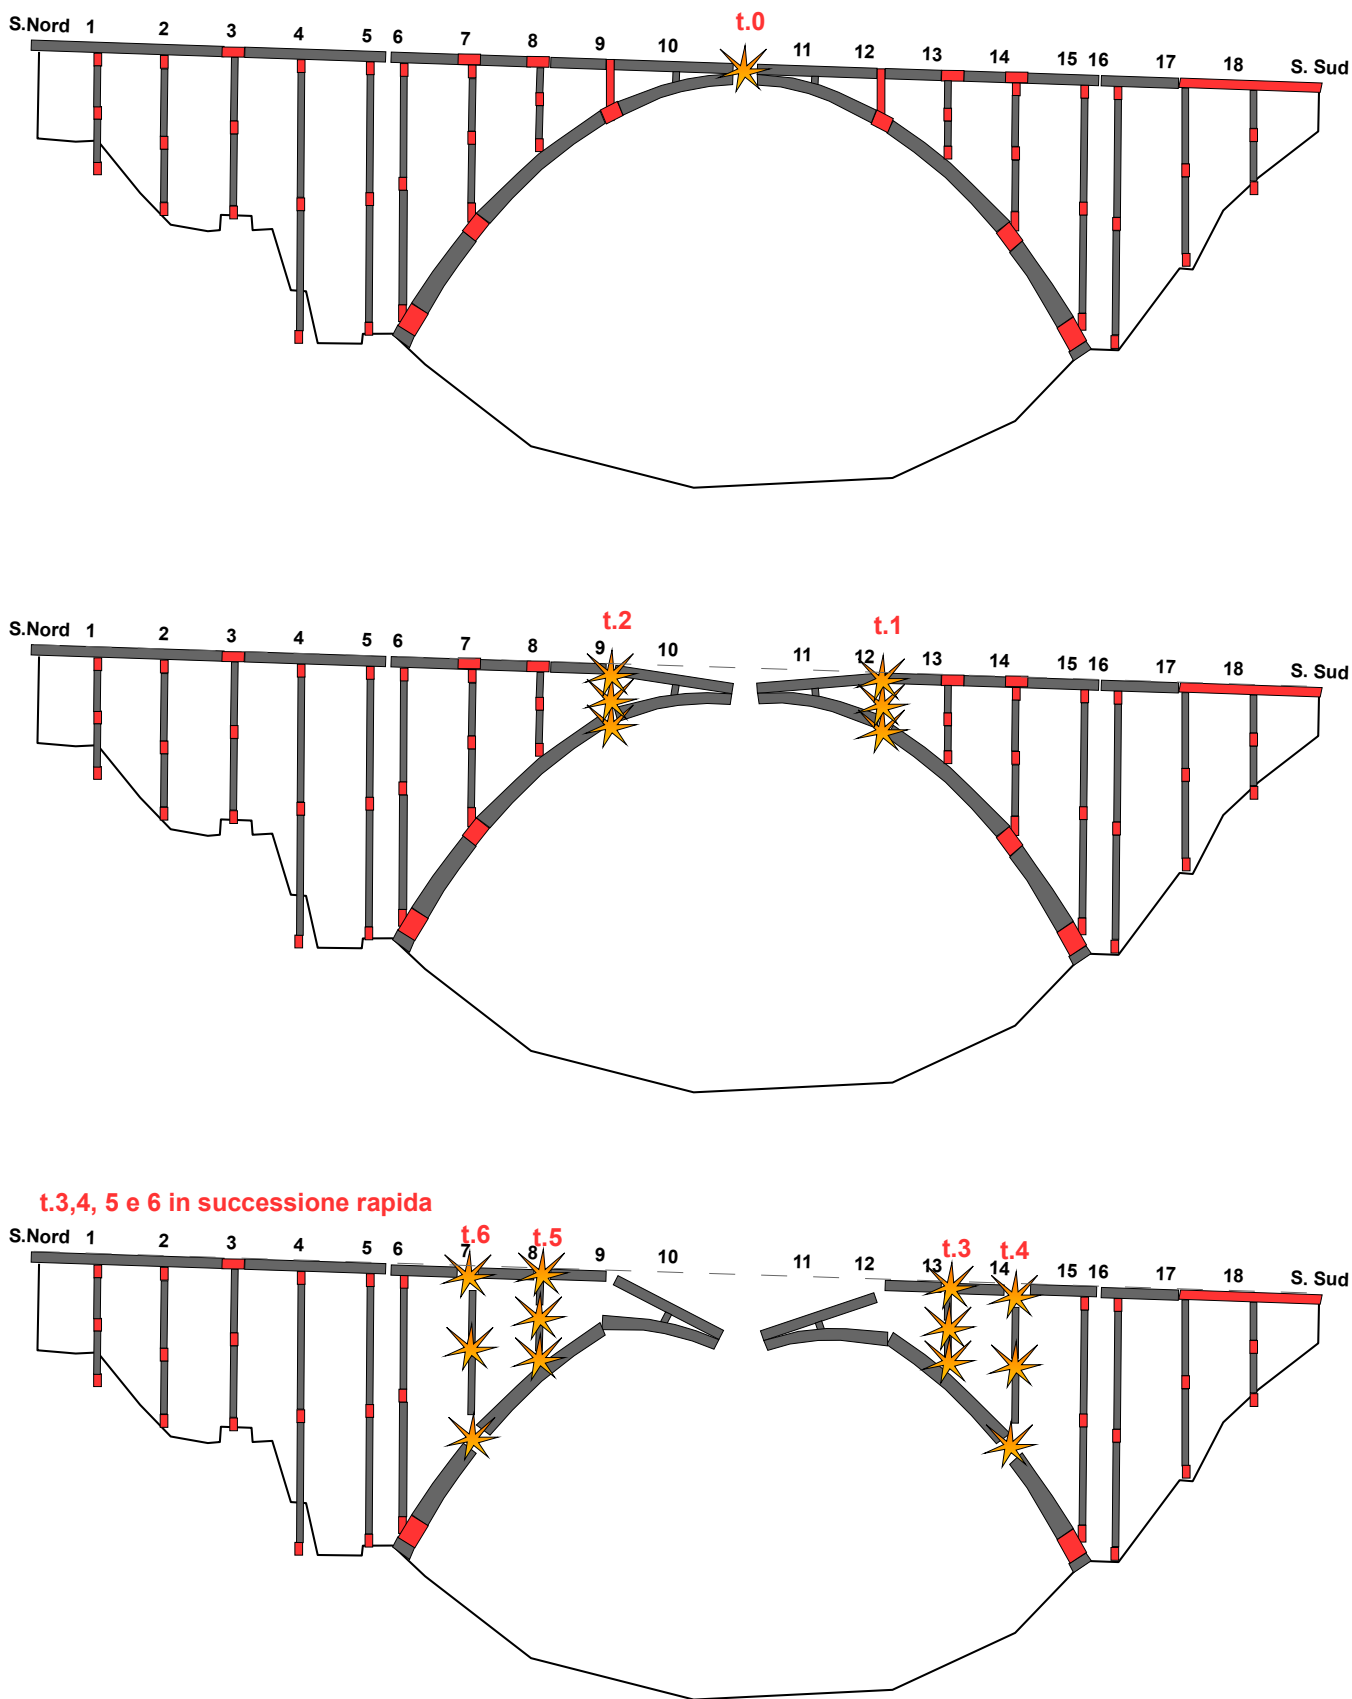 t.0
S.Nord 1 2 3 4 5 6 7 8 9 10 11 12 13 14 15 16 17 18 S. Sud
t.2 t.1
S.Nord 1 2 3 4 5 6 7 8 9 10 11 12 13 14 15 16 17 18 S. Sud
t.3,4, 5 e 6 in successione rapida
t.6 t.5 t.3 t.4
S.Nord 1 2 3 4 5 6 7 8 9 10 11 12 13 14 15 16 17 18 S. Sud